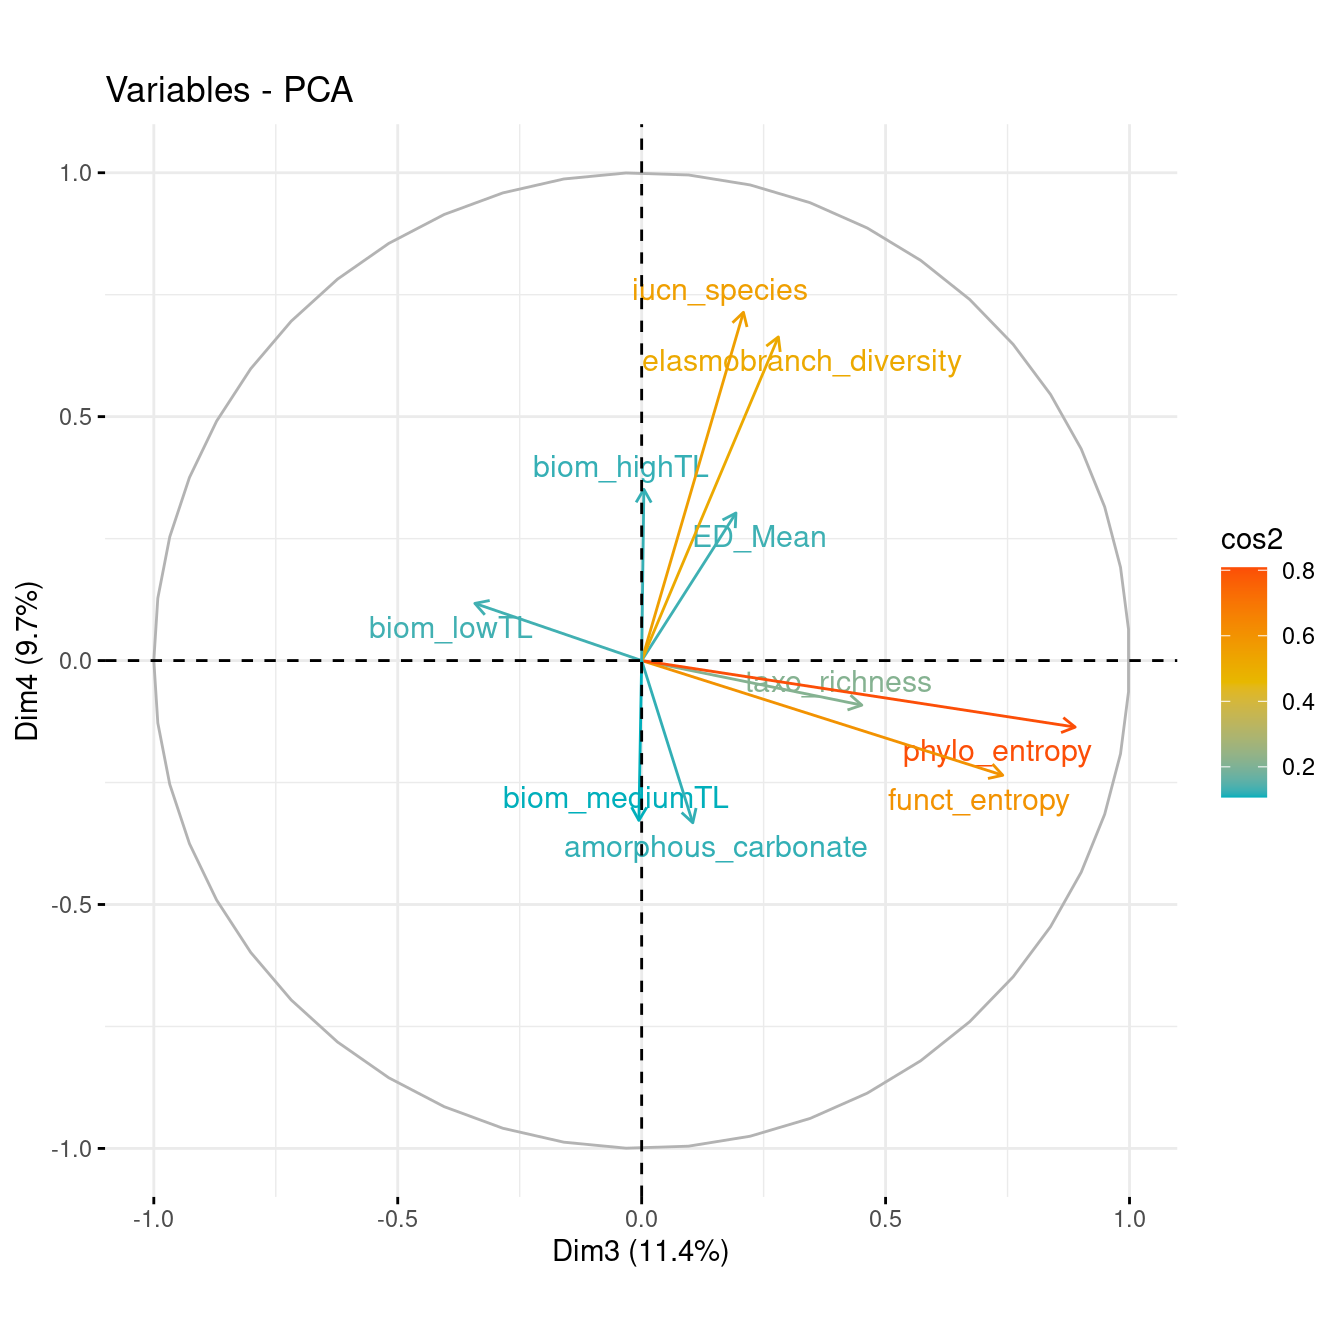 Variables - PCA
1.0
iucn_species
elasmobranch_diversity
0.5
biom_highTL
ED_Mean
biom_lowTL
0.0
taxo_richness
phylo_entropy
biom_mediumTL
funct_entropy
amorphous_carbonate
-0.5
-1.0
Dim4 (9.7%)
-1.0
-0.5
0.0
0.5
1.0
Dim3 (11.4%)
cos2
0.8
0.6
0.4
0.2